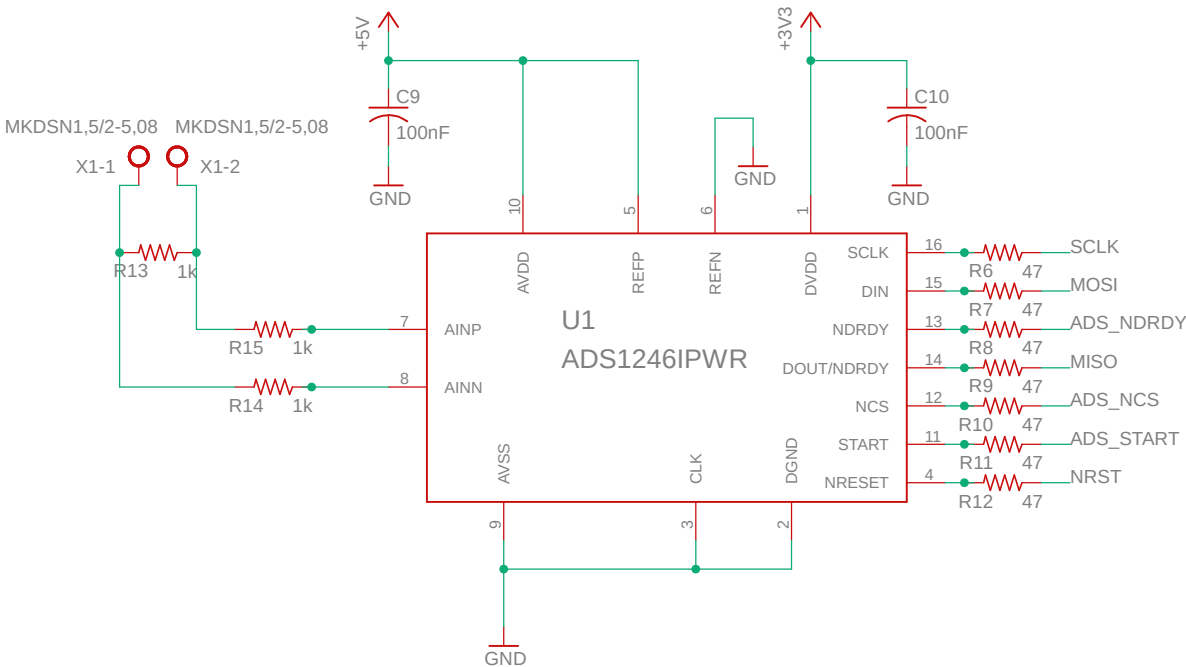 +5V
+3V3
C9
100nF
C10
100nF
MKDSN1,5/2-5,08
MKDSN1,5/2-5,08
X1-1
X1-2
GND
GND
GND
10
5
6
1
R13
1k
AVDD
REFP
REFN
DVDD
SCLK
16
SCLK
R6
47
DIN
15
MOSI
R7
47
U1
ADS1246IPWR
7
AINP
R15
1k
NDRDY
13
ADS_NDRDY
R8
47
DOUT/NDRDY
14
MISO
R9
47
8
AINN
R14
1k
NCS
12
ADS_NCS
R10
47
START
11
ADS_START
R11
47
NRESET
4
NRST
R12
47
AVSS
CLK
DGND
9
3
2
GND